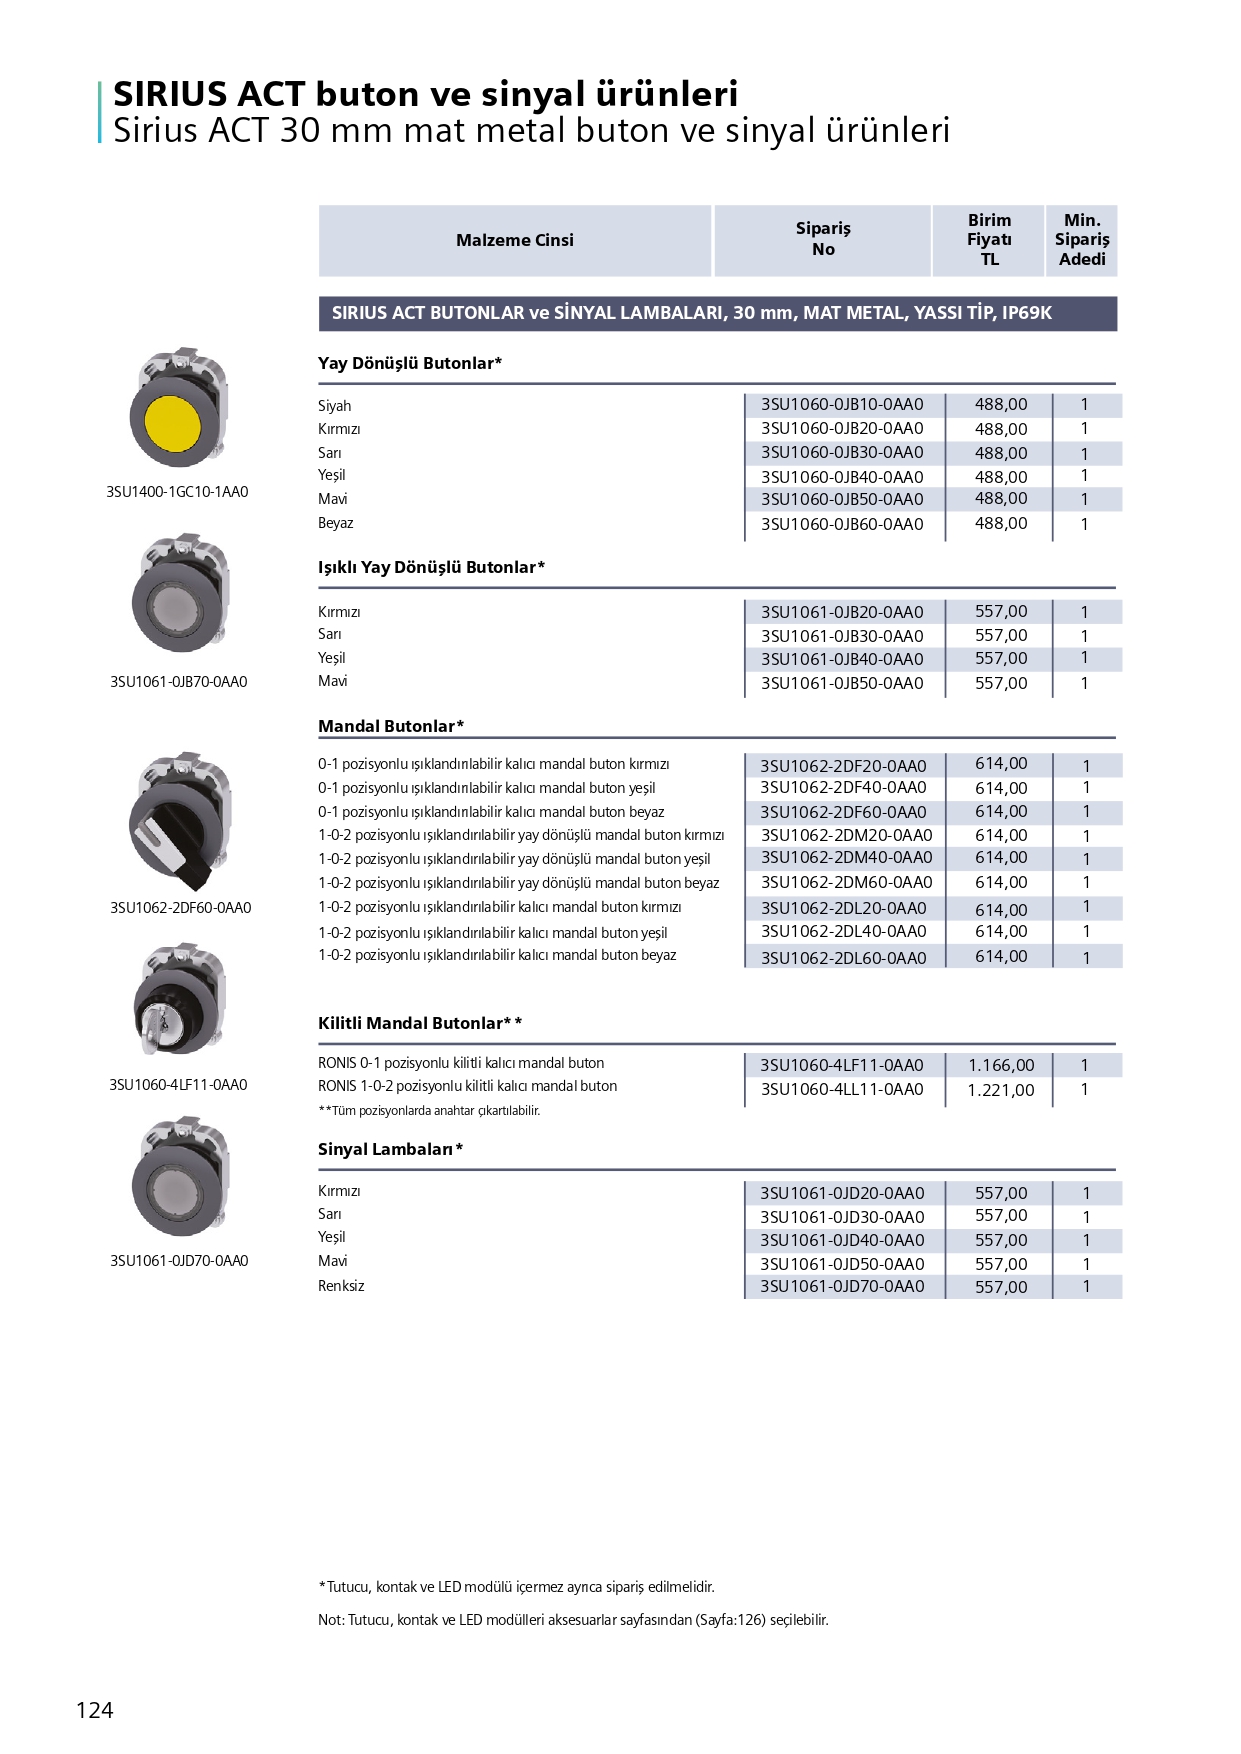 SIRIUS ACT buton ve sinyal ürünleri
Sirius ACT 30 mm mat metal buton ve sinyal ürünleri
Malzeme Cinsi Sipariş No Birim Fiyatı TL Min. Sipariş Adedi
SIRIUS ACT BUTONLAR ve SİNYAL LAMBALARI, 30 mm, MAT METAL, YASSI TİP, IP69K
Yay Dönüşlü Butonlar*
Siyah 3SU1060-0JB10-0AA0 488,00 1
Kırmızı 3SU1060-0JB20-0AA0 488,00 1
Sarı 3SU1060-0JB30-0AA0 488,00 1
Yeşil 3SU1060-0JB40-0AA0 488,00 1
Mavi 3SU1060-0JB50-0AA0 488,00 1
Beyaz 3SU1060-0JB60-0AA0 488,00 1
3SU1400-1GC10-1AA0
Işıklı Yay Dönüşlü Butonlar*
Kırmızı 3SU1061-0JB20-0AA0 557,00 1
Sarı 3SU1061-0JB30-0AA0 557,00 1
Yeşil 3SU1061-0JB40-0AA0 557,00 1
Mavi 3SU1061-0JB50-0AA0 557,00 1
3SU1061-0JB70-0AA0
Mandal Butonlar*
0-1 pozisyonlu ışıklandırılabilir kalıcı mandal buton kırmızı 3SU1062-2DF20-0AA0 614,00 1
0-1 pozisyonlu ışıklandırılabilir kalıcı mandal buton yeşil 3SU1062-2DF40-0AA0 614,00 1
0-1 pozisyonlu ışıklandırılabilir kalıcı mandal buton beyaz 3SU1062-2DF60-0AA0 614,00 1
1-0-2 pozisyonlu ışıklandırılabilir yay dönüşlü mandal buton kırmızı 3SU1062-2DM20-0AA0 614,00 1
1-0-2 pozisyonlu ışıklandırılabilir yay dönüşlü mandal buton yeşil 3SU1062-2DM40-0AA0 614,00 1
1-0-2 pozisyonlu ışıklandırılabilir yay dönüşlü mandal buton beyaz 3SU1062-2DM60-0AA0 614,00 1
1-0-2 pozisyonlu ışıklandırılabilir kalıcı mandal buton kırmızı 3SU1062-2DL20-0AA0 614,00 1
1-0-2 pozisyonlu ışıklandırılabilir kalıcı mandal buton yeşil 3SU1062-2DL40-0AA0 614,00 1
1-0-2 pozisyonlu ışıklandırılabilir kalıcı mandal buton beyaz 3SU1062-2DL60-0AA0 614,00 1
3SU1062-2DF60-0AA0
Kilitli Mandal Butonlar**
RONIS 0-1 pozisyonlu kilitli kalıcı mandal buton 3SU1060-4LF11-0AA0 1.166,00 1
RONIS 1-0-2 pozisyonlu kilitli kalıcı mandal buton 3SU1060-4LL11-0AA0 1.221,00 1
**Tüm pozisyonlarda anahtar çıkartılabilir.
3SU1060-4LF11-0AA0
Sinyal Lambaları*
Kırmızı 3SU1061-0JD20-0AA0 557,00 1
Sarı 3SU1061-0JD30-0AA0 557,00 1
Yeşil 3SU1061-0JD40-0AA0 557,00 1
Mavi 3SU1061-0JD50-0AA0 557,00 1
Renksiz 3SU1061-0JD70-0AA0 557,00 1
3SU1061-0JD70-0AA0
*Tutucu, kontak ve LED modülü içermez ayrıca sipariş edilmelidir.
Not: Tutucu, kontak ve LED modülleri aksesuarlar sayfasından (Sayfa:126) seçilebilir.
124